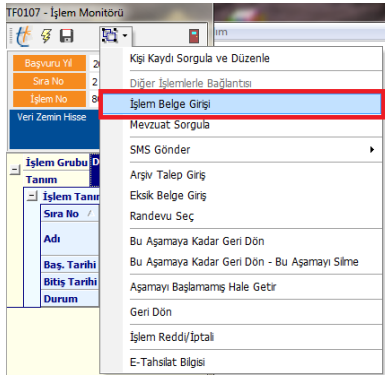 TF0107 - İşlem Monitörü
Başvuru Yıl
Sıra No
İşlem No
Veri Zemin Hisse
İşlem Grubu
Tanım
İşlem Tanım
Sıra No
Adı
Baş. Tarihi
Bitiş Tarihi
Durum
Kişi Kaydı Sorgula ve Düzenle
Diğer İşlemlerle Bağlantısı
İşlem Belge Girişi
Mevzuat Sorgula
SMS Gönder
Arşiv Talep Giriş
Eksik Belge Giriş
Randevu Seç
Bu Aşamaya Kadar Geri Dön
Bu Aşamaya Kadar Geri Dön - Bu Aşamayı Silme
Aşamayı Başlamamış Hale Getir
Geri Dön
İşlem Reddi/İptali
E-Tahsilat Bilgisi